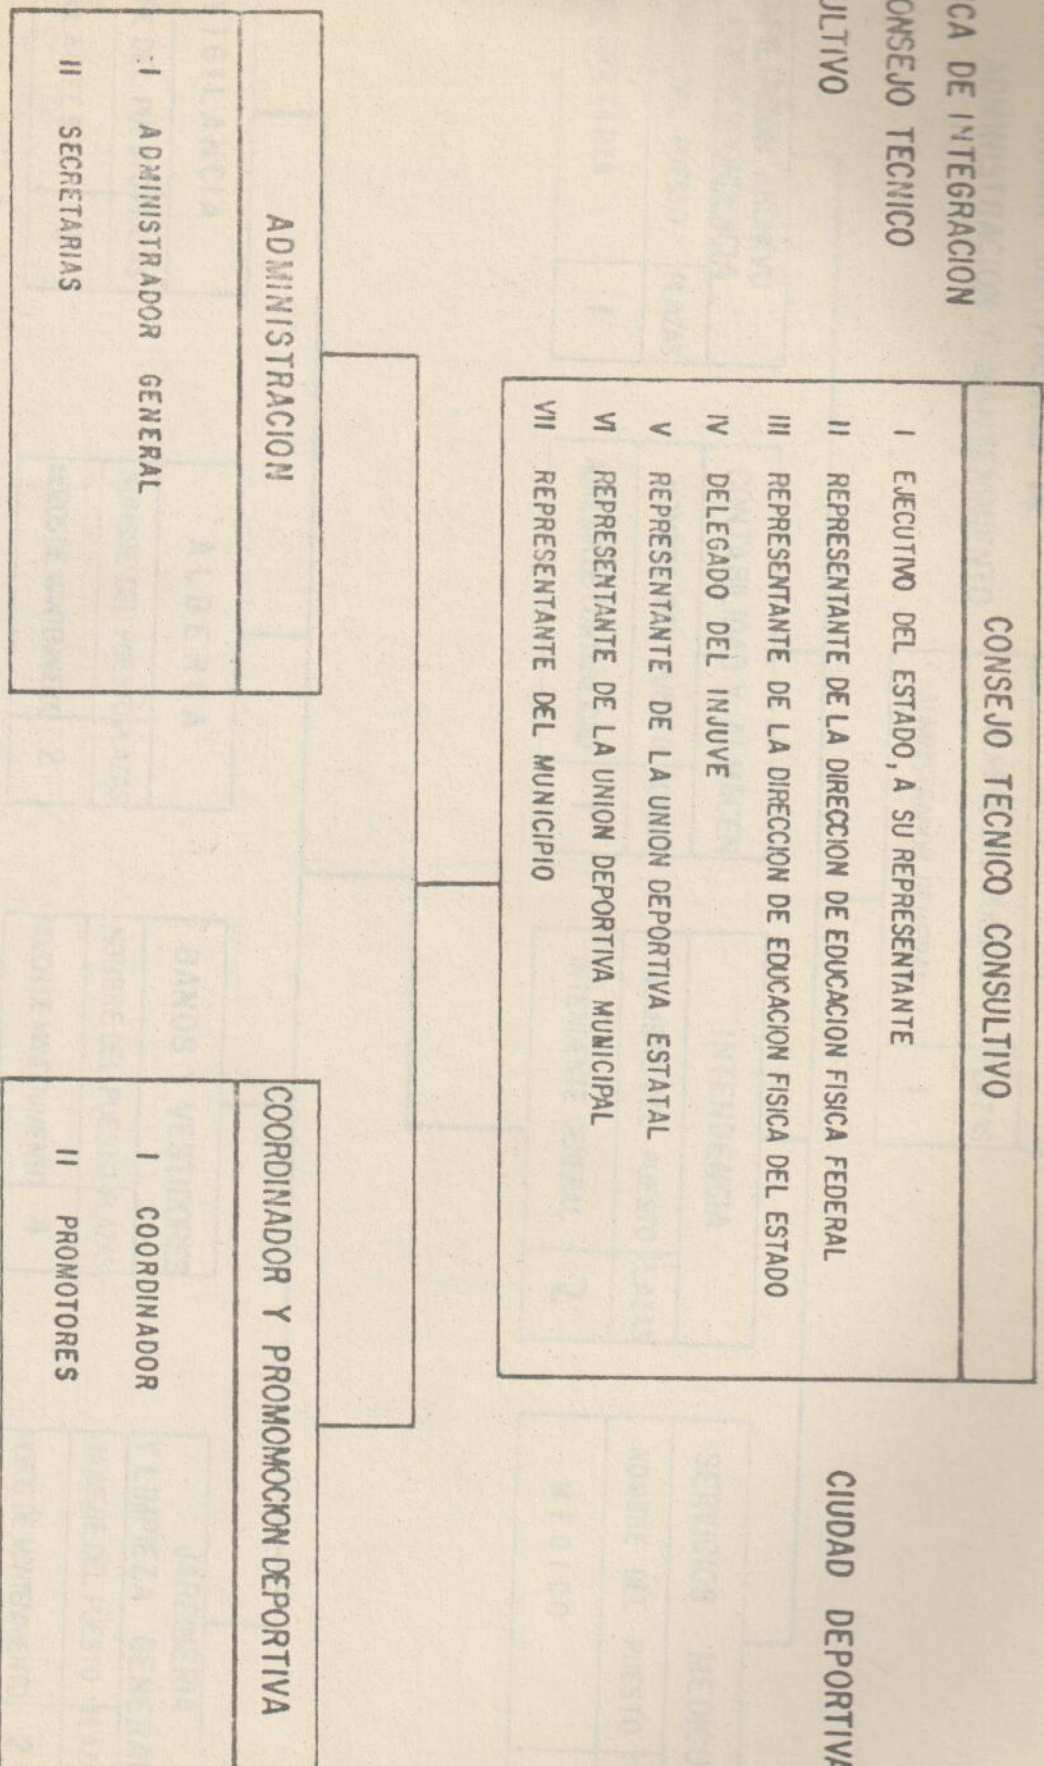 CA DE INTEGRACION
ONSEJO TECNICO
ULTIVO
CIUDAD DEPORTIVA
CONSEJO TECNICO CONSULTIVO
I EJECUTIVO DEL ESTADO, A SU REPRESENTANTE
II REPRESENTANTE DE LA DIRECCION DE EDUCACION FISICA FEDERAL
III REPRESENTANTE DE LA DIRECCION DE EDUCACION FISICA DEL ESTADO
IV DELEGADO DEL INJUVE
V REPRESENTANTE DE LA UNION DEPORTIVA ESTATAL
VI REPRESENTANTE DE LA UNION DEPORTIVA MUNICIPAL
VII REPRESENTANTE DEL MUNICIPIO
ADMINISTRACION
I ADMINISTRADOR GENERAL
II SECRETARIAS
COORDINADOR Y PROMOMOCION DEPORTIVA
I COORDINADOR
II PROMOTORES